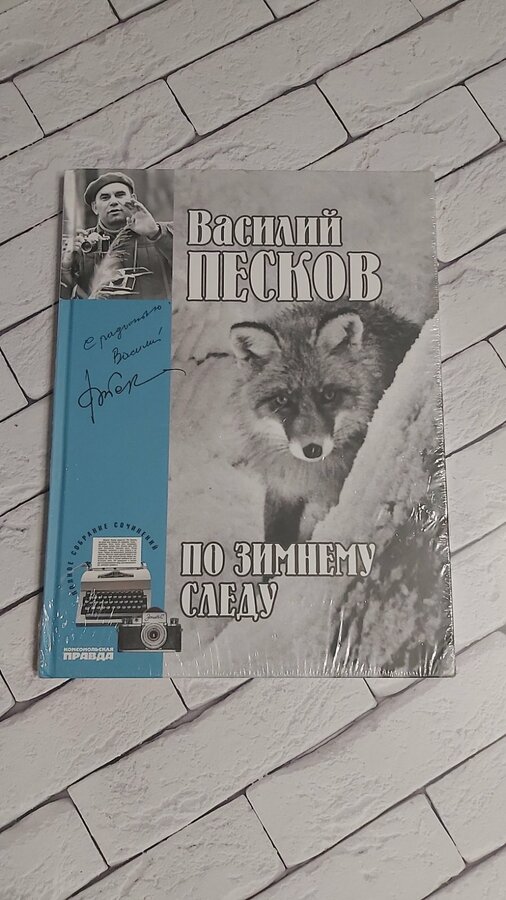 Василий
ПЕСКОВ
С радостью
Василий
ПО ЗИМНЕМУ
СЛЕДУ
ПОЛНОЕ СОБРАНИЕ СОЧИНЕНИЙ
КОМСОМОЛЬСКАЯ
ПРАВДА